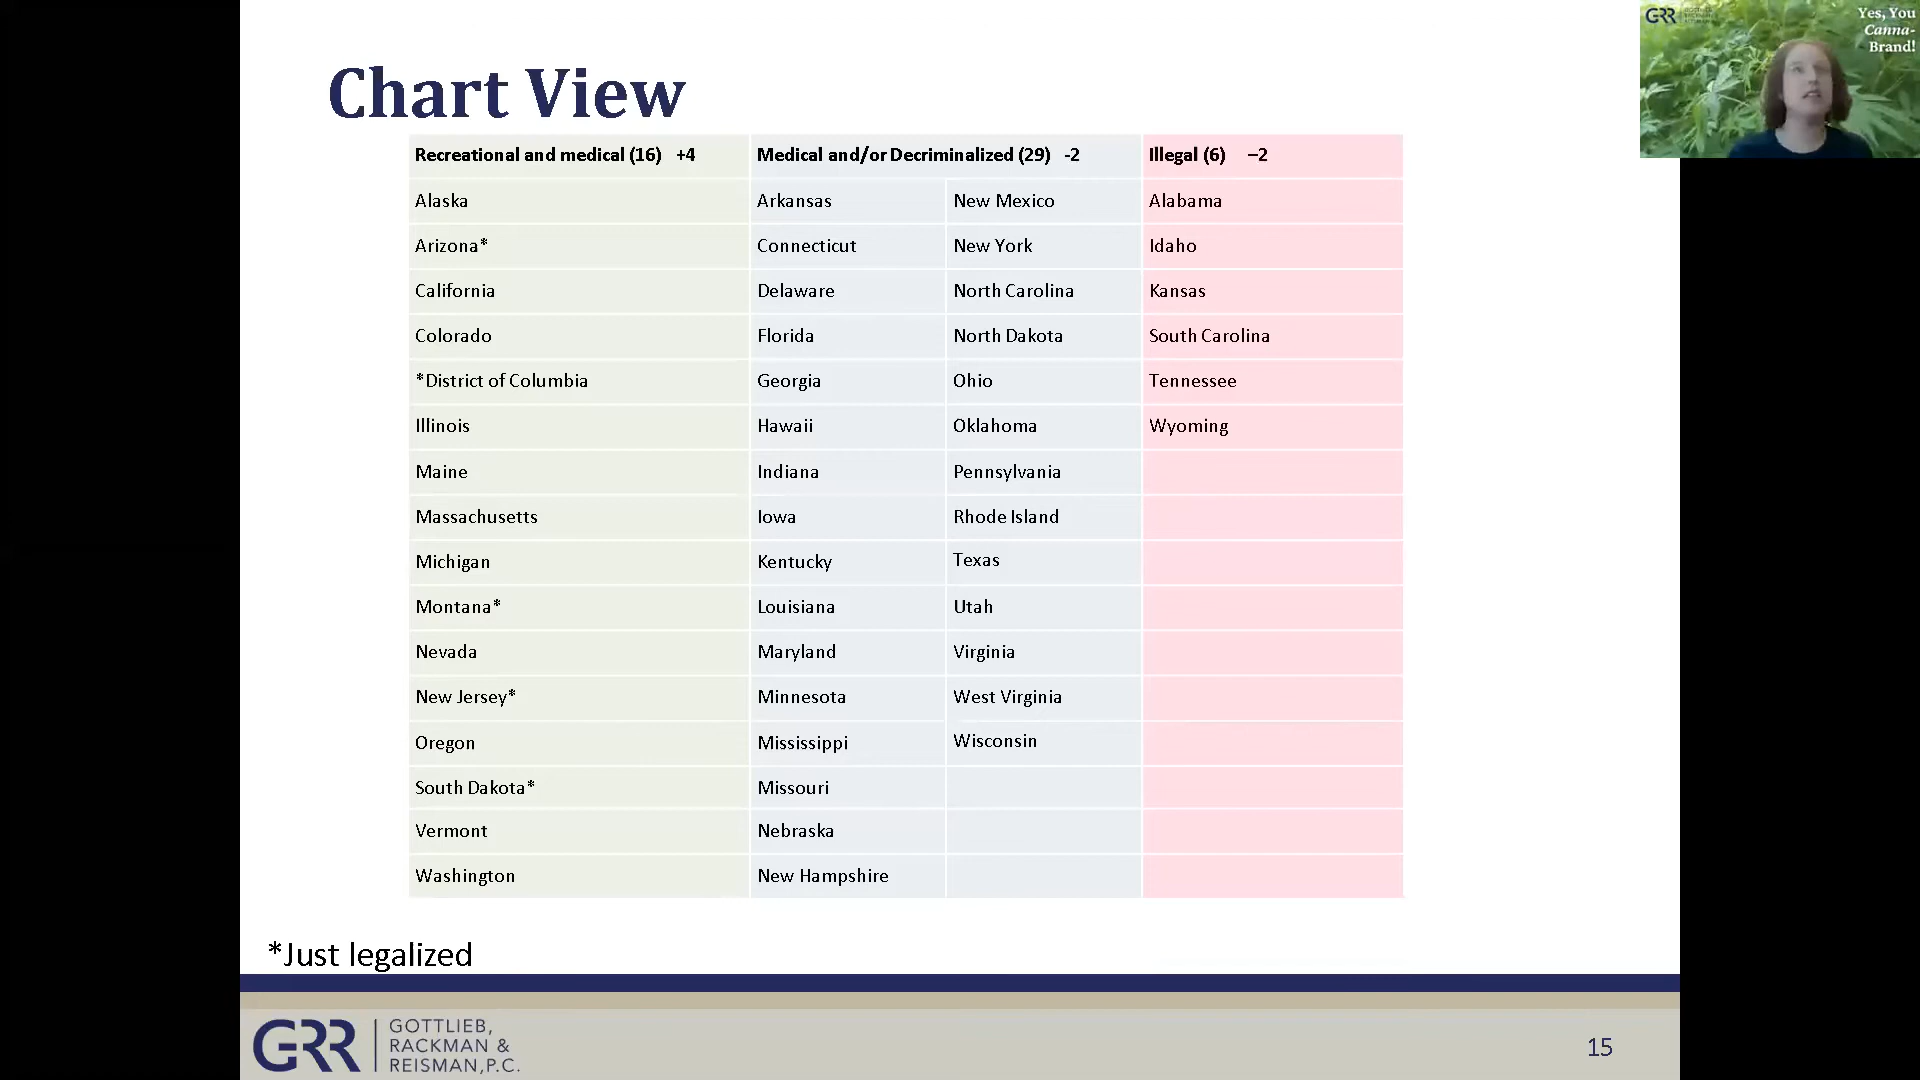 Chart View
Recreational and medical (16) +4
Medical and/or Decriminalized (29) -2
Illegal (6) –2
Alaska
Arkansas
New Mexico
Alabama
Arizona*
Connecticut
New York
Idaho
California
Delaware
North Carolina
Kansas
Colorado
Florida
North Dakota
South Carolina
*District of Columbia
Georgia
Ohio
Tennessee
Illinois
Hawaii
Oklahoma
Wyoming
Maine
Indiana
Pennsylvania
Massachusetts
Iowa
Rhode Island
Michigan
Kentucky
Texas
Montana*
Louisiana
Utah
Nevada
Maryland
Virginia
New Jersey*
Minnesota
West Virginia
Oregon
Mississippi
Wisconsin
South Dakota*
Missouri
Vermont
Nebraska
Washington
New Hampshire
*Just legalized
GRR
GOTTLIEB,
RACKMAN &
REISMAN, P.C.
15
GRR
Yes, You
Canna-
Brand!